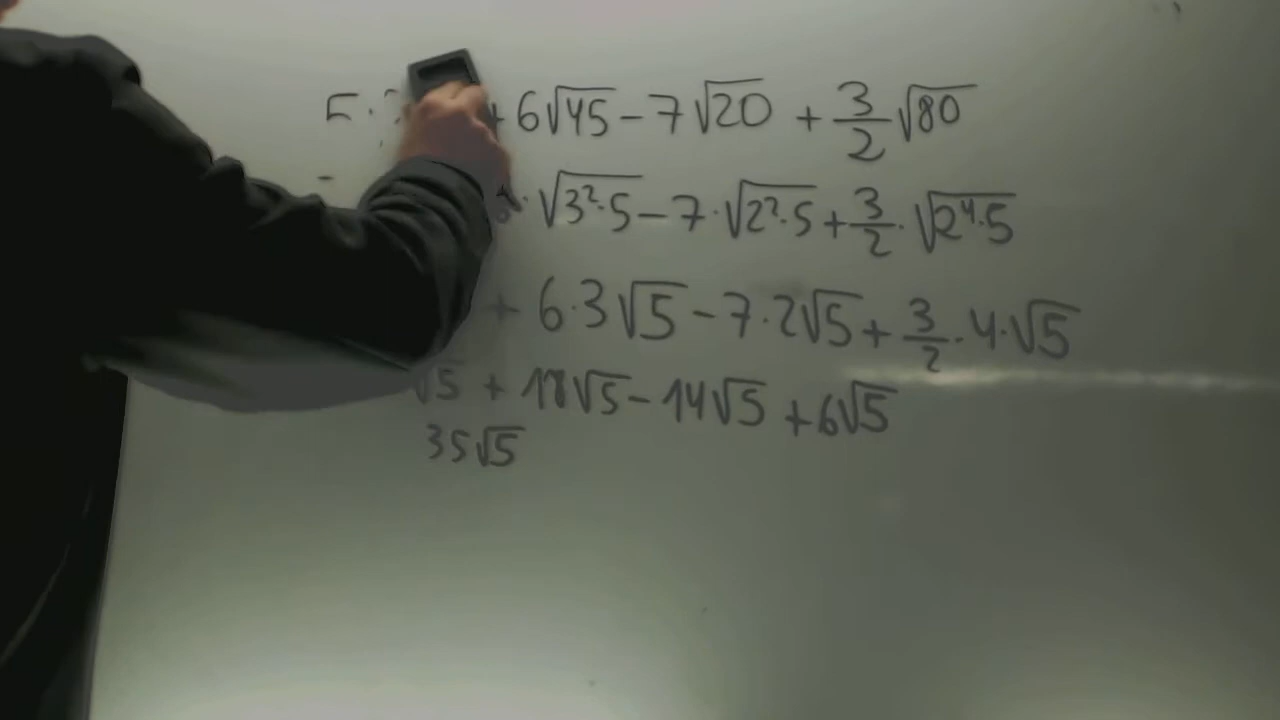 5 · + 6√45 − 7√20 + 3/2 √80
· √3²·5 − 7 · √2²·5 + 3/2 · √2⁴·5
+ 6·3√5 − 7·2√5 + 3/2 · 4·√5
√5 + 18√5 − 14√5 + 6√5
35√5